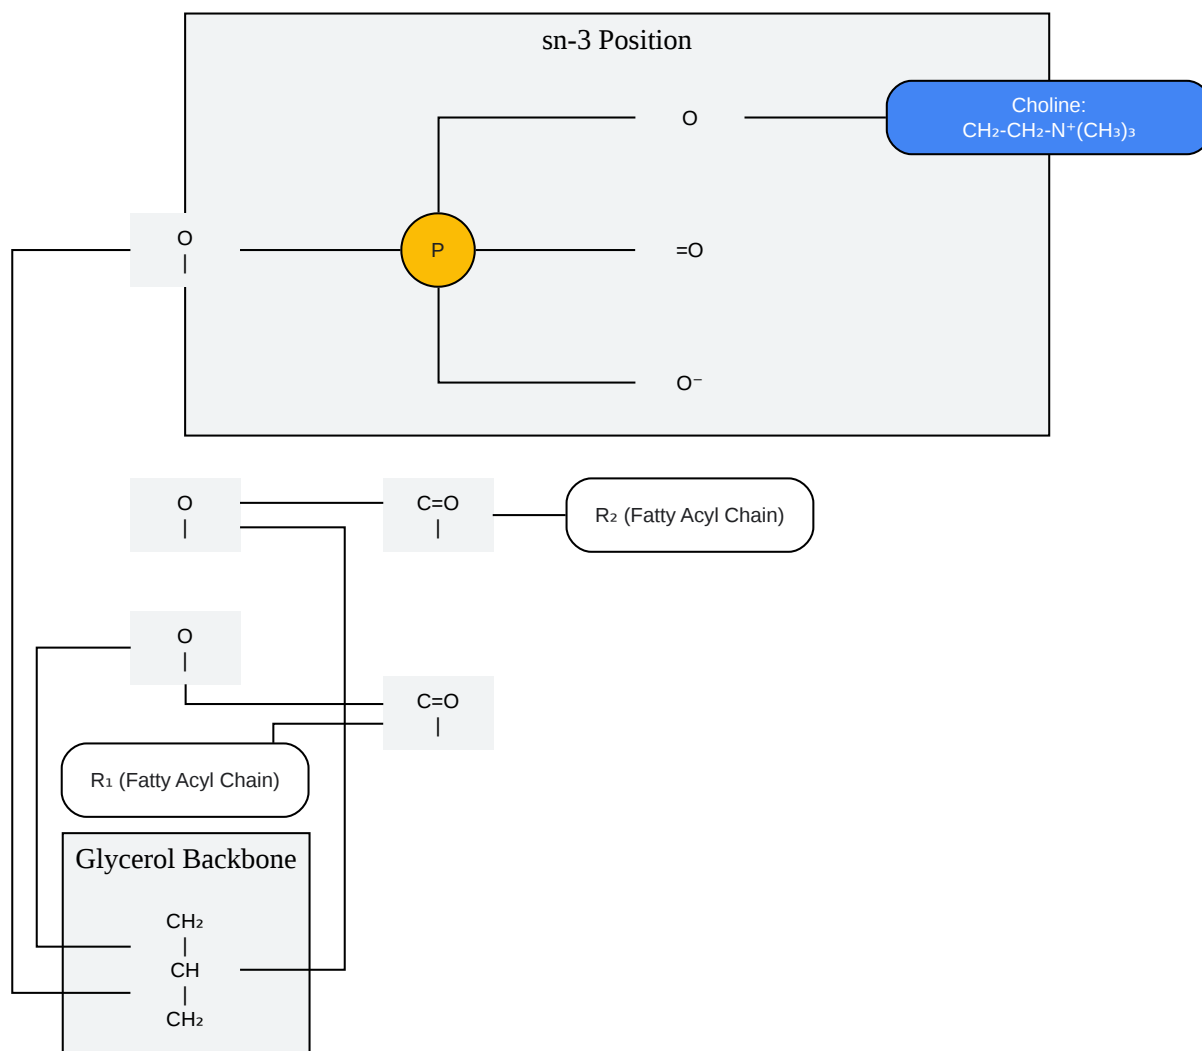 sn-3 Position
O
Choline:
CH₂-CH₂-N⁺(CH₃)₃
O
|
P
=O
O⁻
O
|
C=O
|
R₂ (Fatty Acyl Chain)
O
|
C=O
|
R₁ (Fatty Acyl Chain)
Glycerol Backbone
CH₂
|
CH
|
CH₂